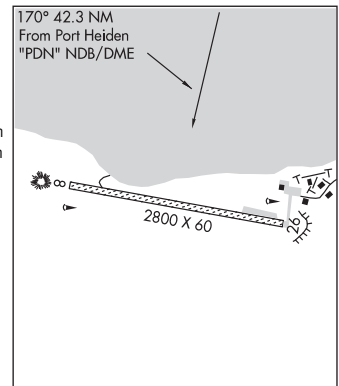 170° 42.3 NM
From Port Heiden
"PDN" NDB/DME
n
n
8
2800 X 60
26